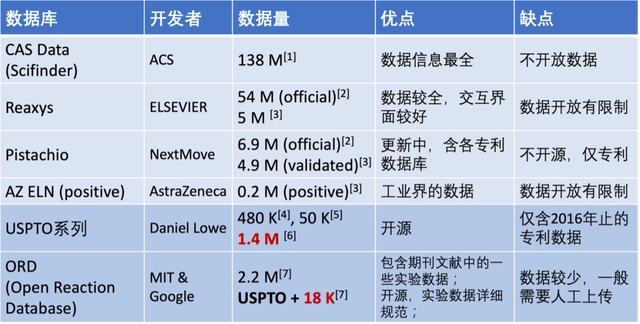 数据库 开发者 数据量 优点 缺点
CAS Data
(Scifinder)
ACS
138 M[1]
数据信息最全
不开放数据
Reaxys
ELSEVIER
54 M (official)[2]
5 M [3]
数据较全，交互界
面较好
数据开放有限制
Pistachio
NextMove
6.9 M (official)[2]
4.9 M (validated)[3]
更新中，含各专利
数据库
不开源，仅专利
AZ ELN (positive)
AstraZeneca
0.2 M (positive)[3]
工业界的数据
数据开放有限制
USPTO系列
Daniel Lowe
480 K[4], 50 K[5]
1.4 M [6]
开源
仅含2016年止的
专利数据
ORD
(Open Reaction
Database)
MIT &
Google
2.2 M[7]
USPTO + 18 K[7]
包含期刊文献中的一
些实验数据；
开源，实验数据详细
规范；
数据较少，一般
需要人工上传